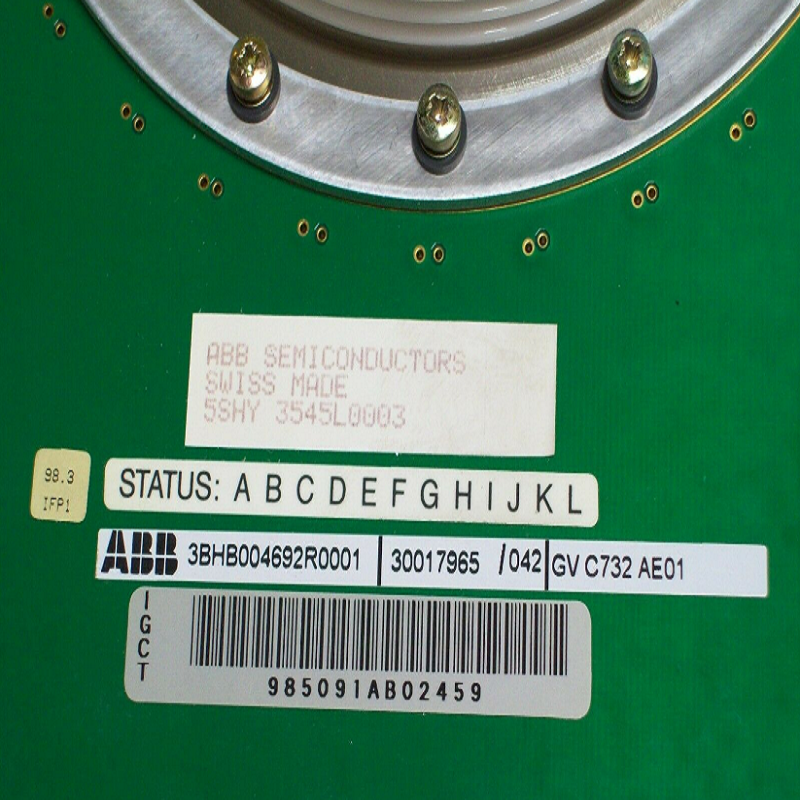 ABB SEMICONDUCTORS
SWISS MADE
5SHY 3545L0003
98.3
IFP1
STATUS: A B C D E F G H I J K L
ABB 3BHB004692R0001 30017965 /042 GV C732 AE01
IGCT
985091AB02459